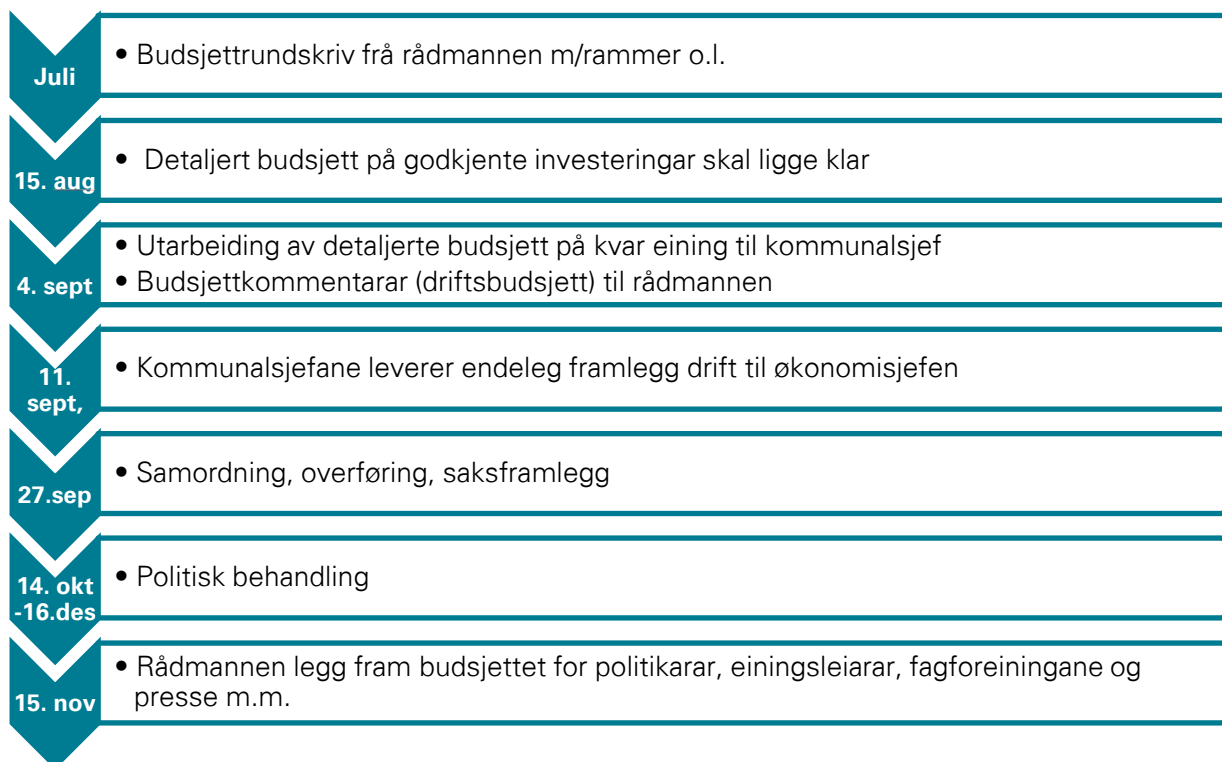 Juli
• Budsjettrundskriv frå rådmannen m/rammer o.l.
15. aug
• Detaljert budsjett på godkjente investeringar skal ligge klar
4. sept
• Utarbeiding av detaljerte budsjett på kvar eining til kommunalsjef
• Budsjettkommentarar (driftsbudsjett) til rådmannen
11.
sept,
• Kommunalsjefane leverer endeleg framlegg drift til økonomisjefen
27.sep
• Samordning, overføring, saksframlegg
14. okt
-16.des
• Politisk behandling
15. nov
• Rådmannen legg fram budsjettet for politikarar, einingsleiarar, fagforeiningane og
presse m.m.